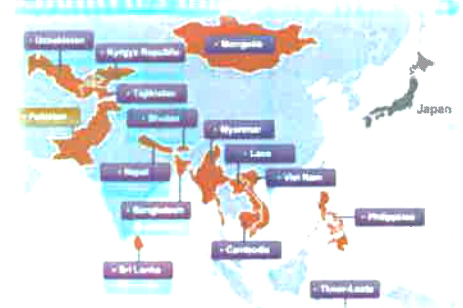 Uzbekistan
Kyrgyz Republic
Mongolia
Tajikistan
Pakistan
Bhutan
Myanmar
Japan
Laos
Nepal
Viet Nam
Bangladesh
Philippines
Cambodia
Sri Lanka
Timor-Leste